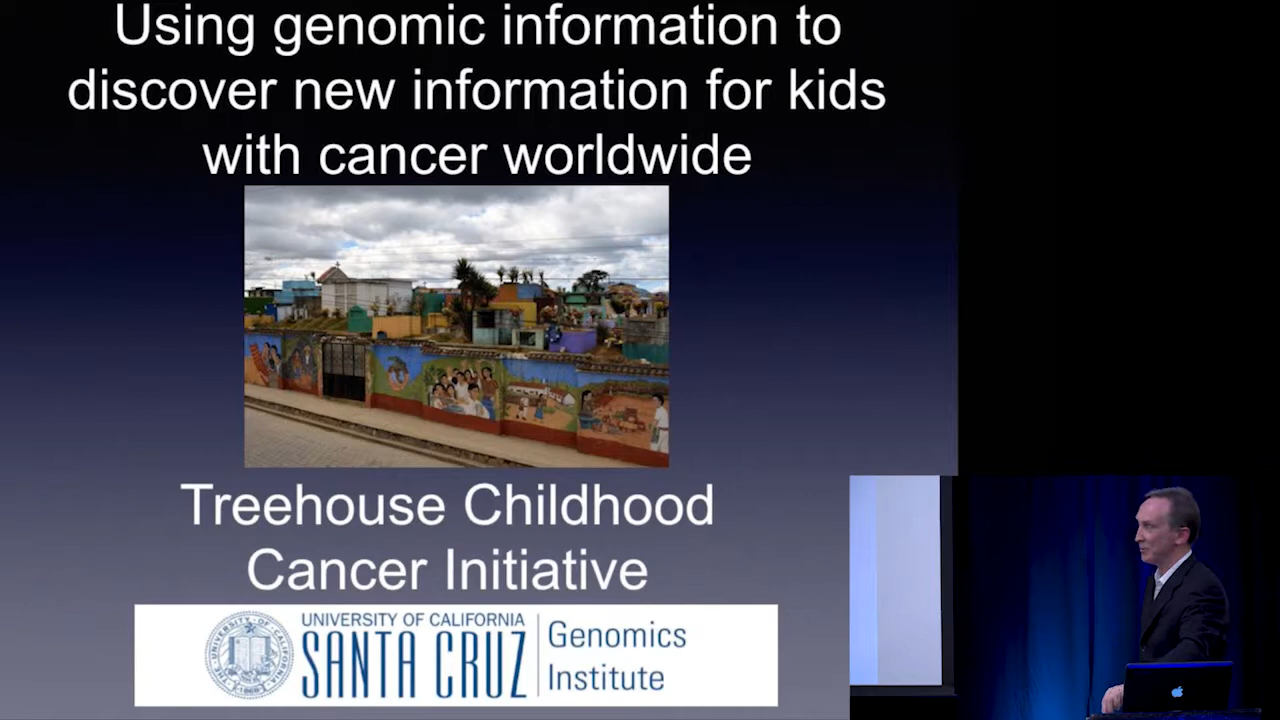 Using genomic information to
discover new information for kids
with cancer worldwide
Treehouse Childhood
Cancer Initiative
UNIVERSITY OF CALIFORNIA
SANTA CRUZ
Genomics
Institute